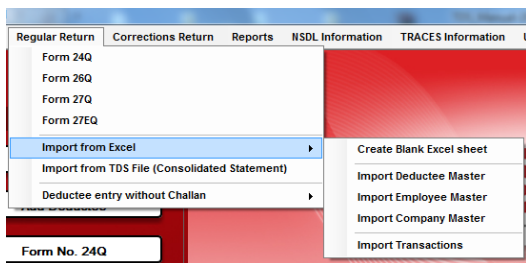 Regular Return Corrections Return Reports NSDL Information TRACES Information
Form 24Q
Form 26Q
Form 27Q
Form 27EQ
Import from Excel
Create Blank Excel sheet
Import from TDS File (Consolidated Statement)
Import Deductee Master
Deductee entry without Challan
Import Employee Master
Import Company Master
Form No. 24Q
Import Transactions